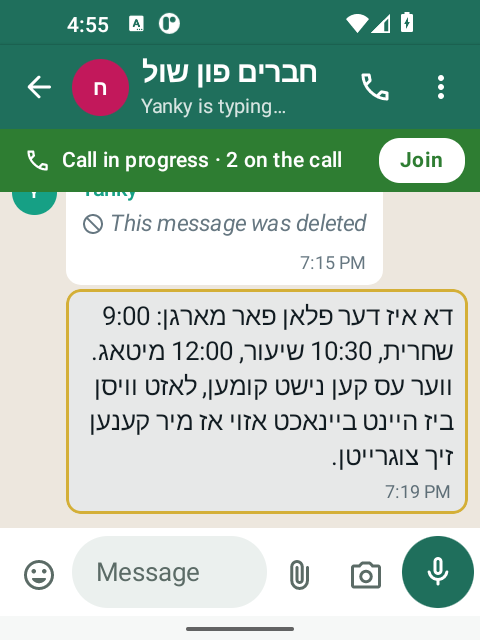 4:55
A
ח
חברים פון שול
Yanky is typing...
Call in progress · 2 on the call
Join
This message was deleted
7:15 PM
דא איז דער פלאן פאר מארגן: 9:00
שחרית, 10:30 שיעור, 12:00 מיטאג.
ווער עס קען נישט קומען, לאזט וויסן
ביז היינט ביינאכט אזוי אז מיר קענען
זיך צוגרייטן.
7:19 PM
Message